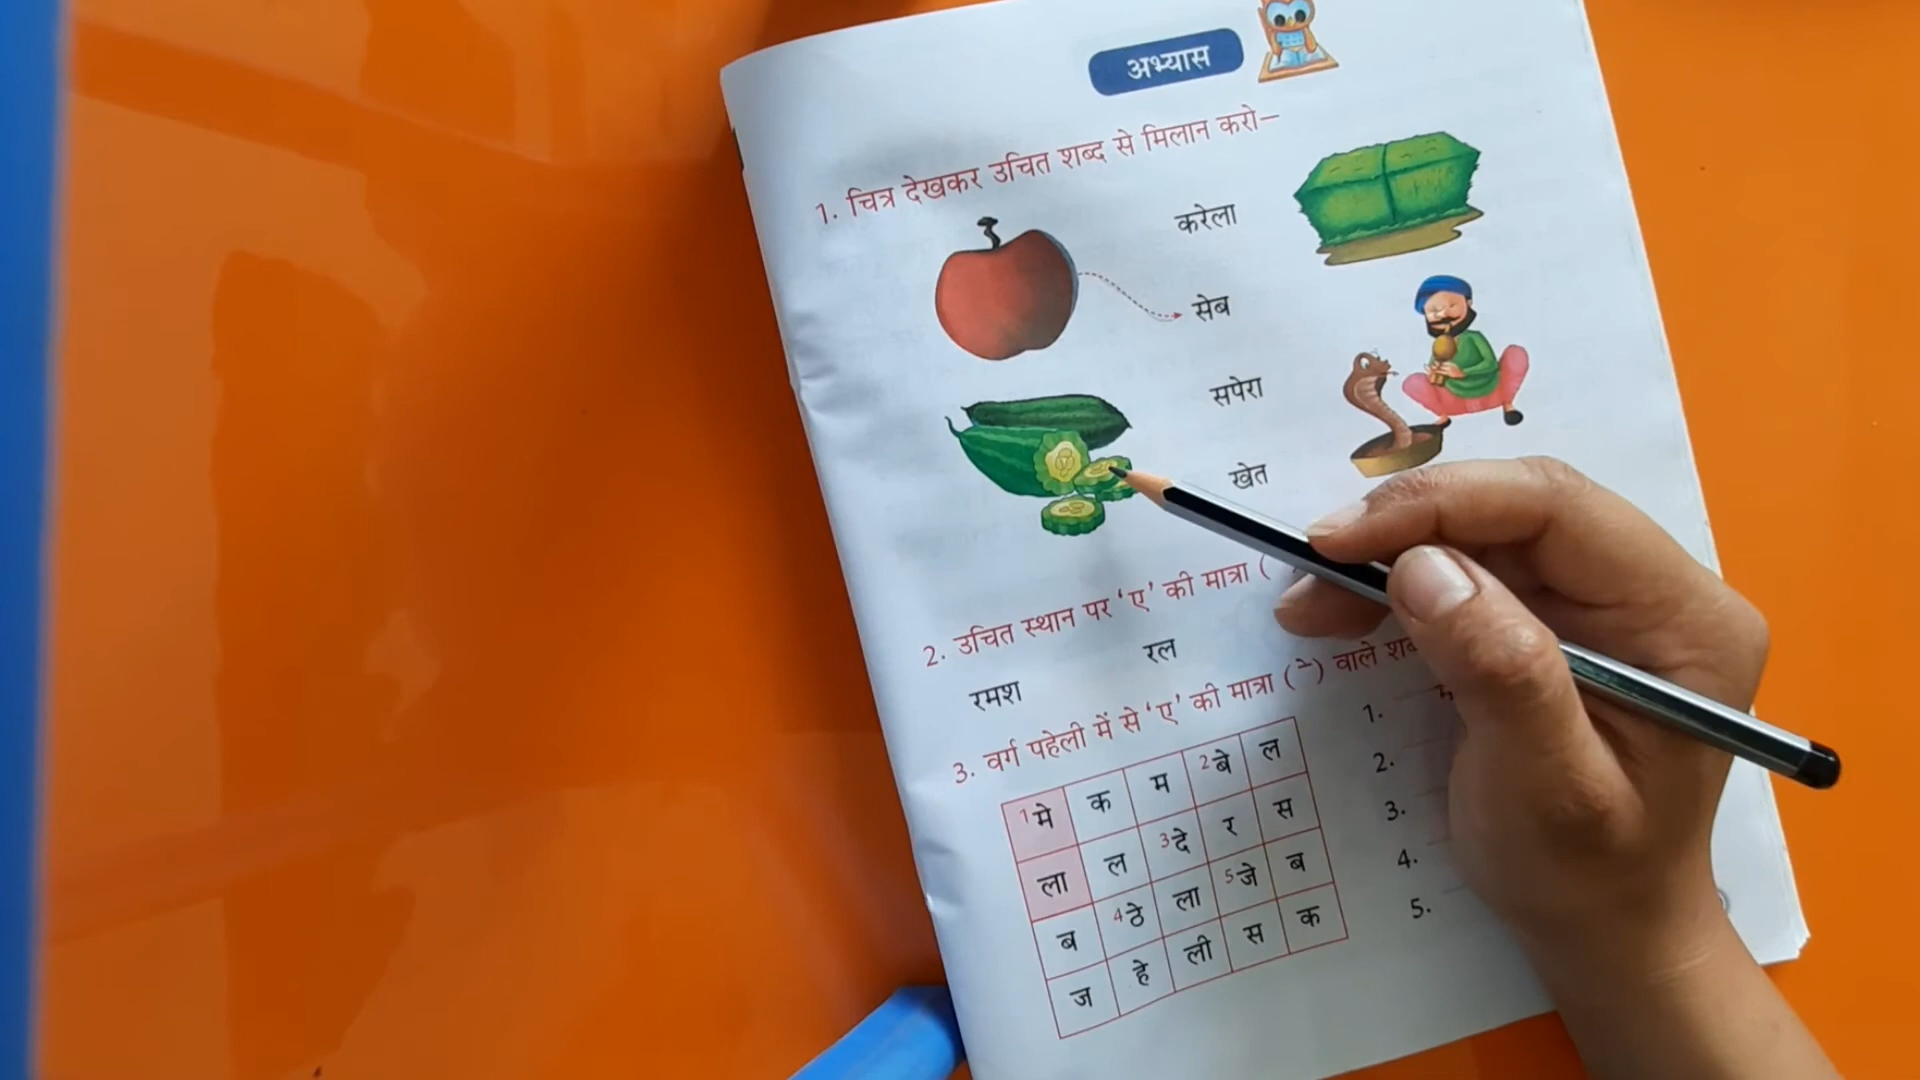 अभ्यास
1. चित्र देखकर उचित शब्द से मिलान करो—
करेला
सेब
सपेरा
खेत
2. उचित स्थान पर ‘ए’ की मात्रा (
रमश
रल
3. वर्ग पहेली में से ‘ए’ की मात्रा ( े ) वाले
1मे क म 2बे ल
ला ल 3दे र स
ब 4ठे ला 5जे ब
ज हे ली स क
1.
2.
3.
4.
5.